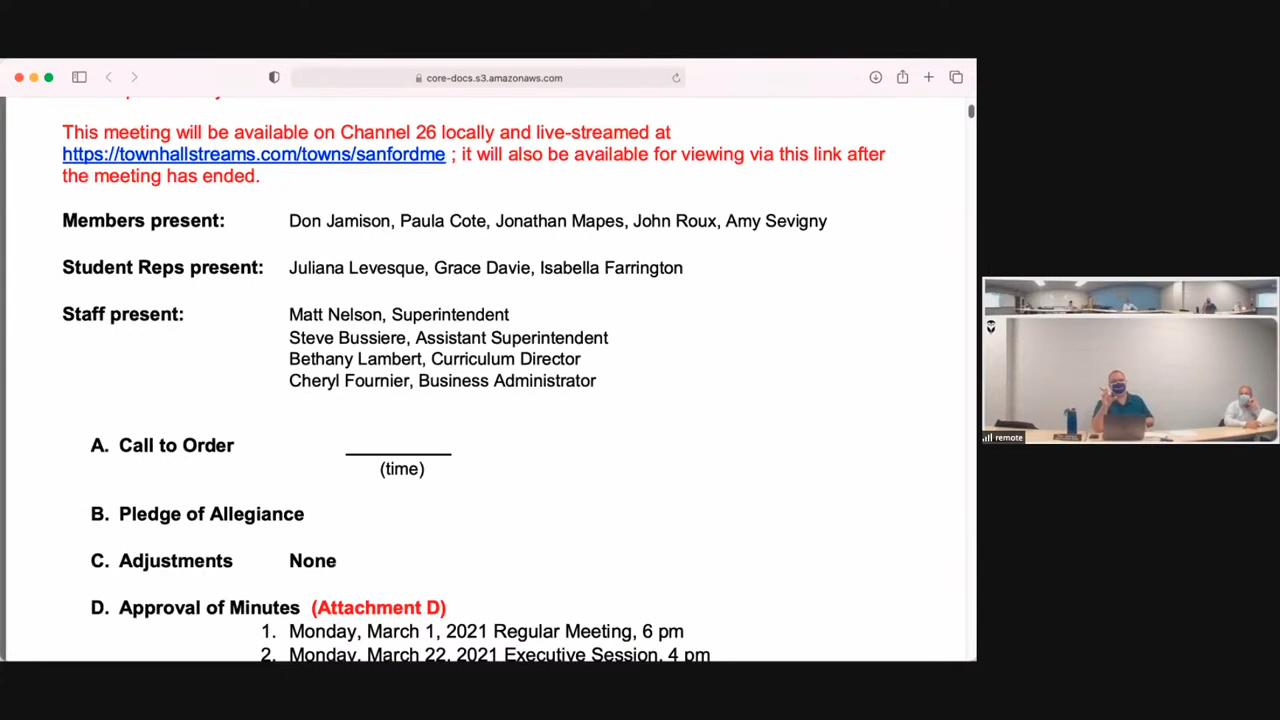 core-docs.s3.amazonaws.com
This meeting will be available on Channel 26 locally and live-streamed at
https://townhallstreams.com/towns/sanfordme ; it will also be available for viewing via this link after
the meeting has ended.
Members present: Don Jamison, Paula Cote, Jonathan Mapes, John Roux, Amy Sevigny
Student Reps present: Juliana Levesque, Grace Davie, Isabella Farrington
Staff present: Matt Nelson, Superintendent
Steve Bussiere, Assistant Superintendent
Bethany Lambert, Curriculum Director
Cheryl Fournier, Business Administrator
A. Call to Order
(time)
B. Pledge of Allegiance
C. Adjustments None
D. Approval of Minutes (Attachment D)
1. Monday, March 1, 2021 Regular Meeting, 6 pm
2. Monday, March 22, 2021 Executive Session, 4 pm
remote